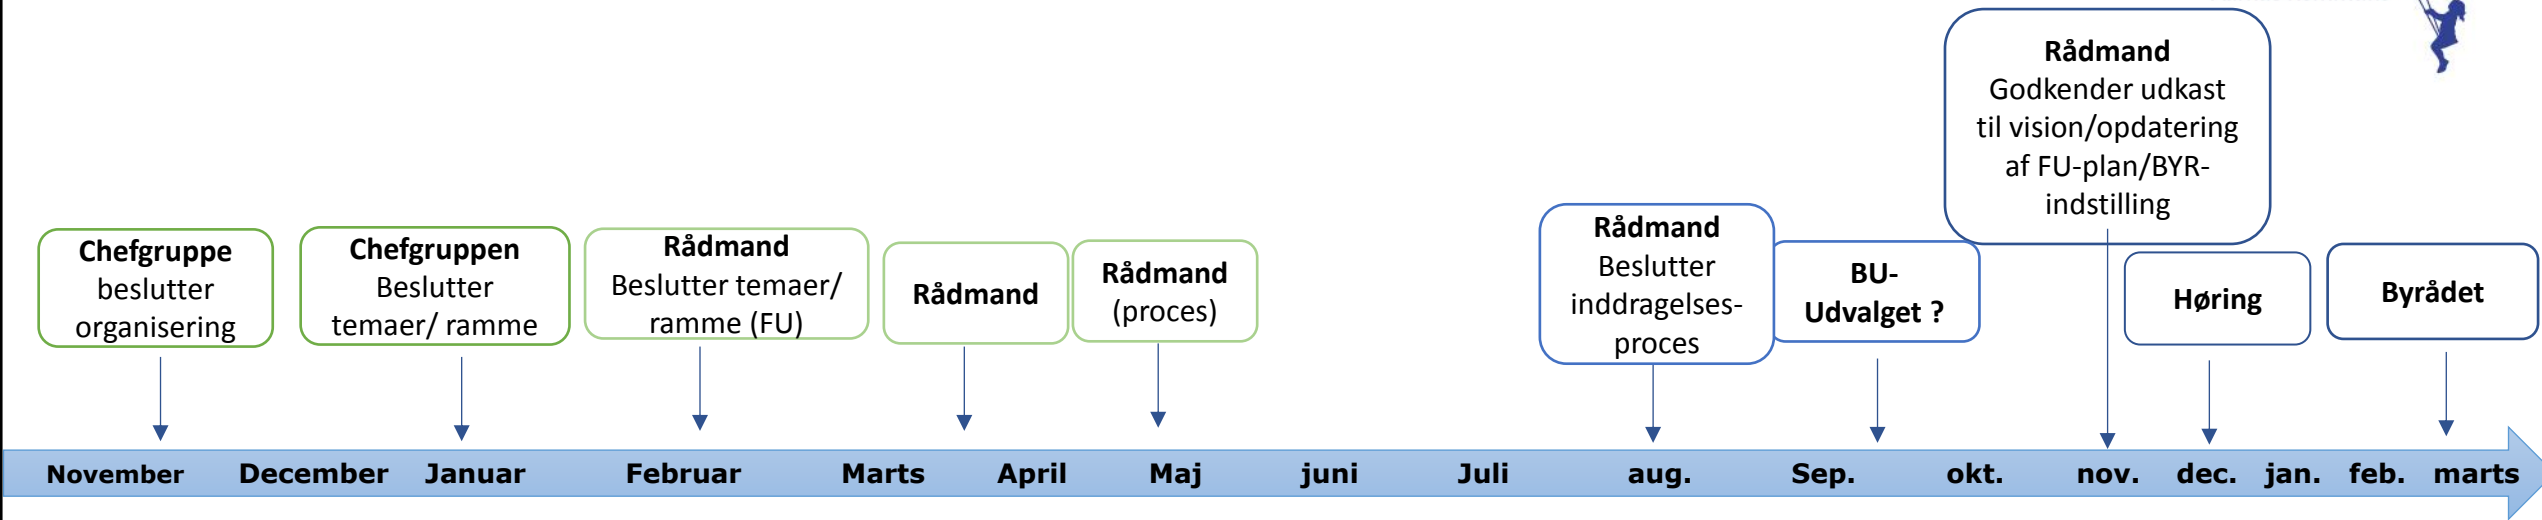 Chefgruppe
beslutter
organisering
Chefgruppen
Beslutter
temaer/ ramme
Rådmand
Beslutter temaer/
ramme (FU)
Rådmand
Rådmand
(proces)
Rådmand
Beslutter
inddragelses-
proces
BU-
Udvalget ?
Rådmand
Godkender udkast
til vision/opdatering
af FU-plan/BYR-
indstilling
Høring
Byrådet
November December Januar Februar Marts April Maj juni Juli aug. Sep. okt. nov. dec. jan. feb. marts